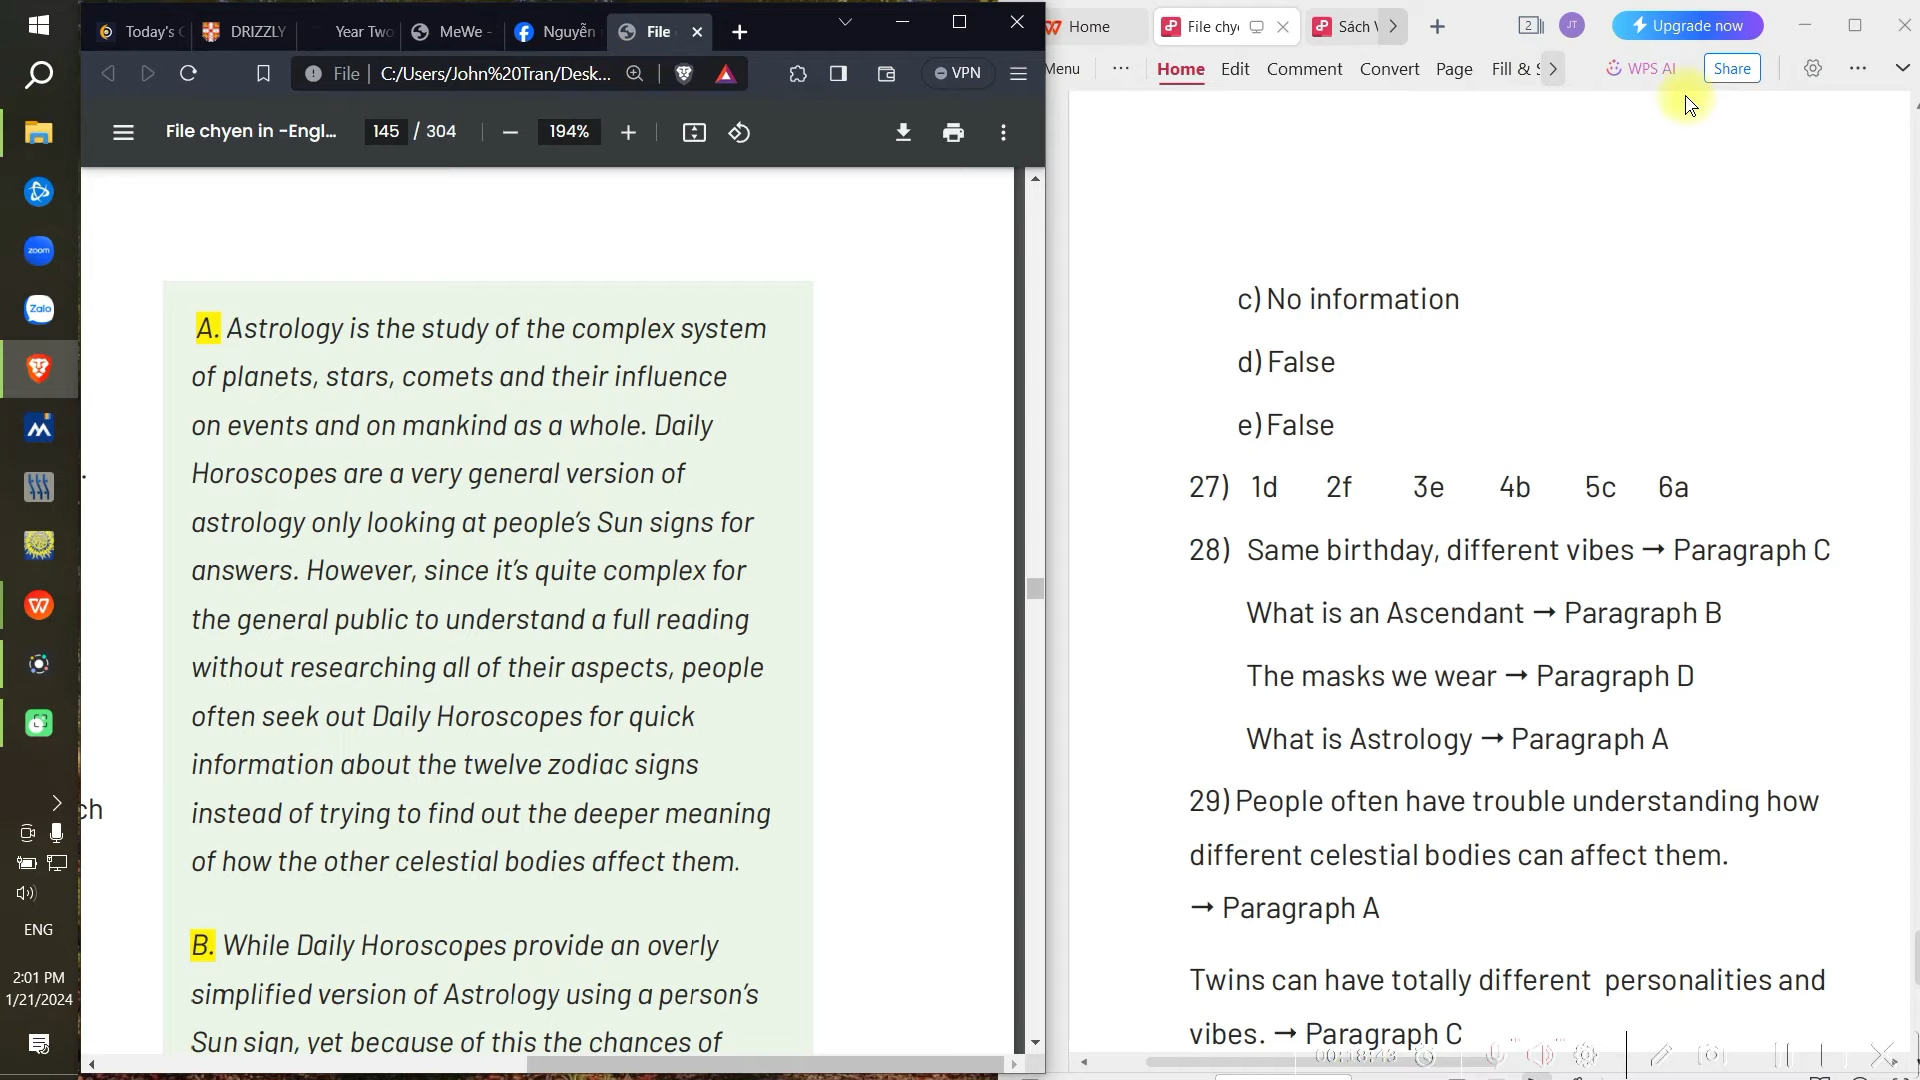 Today's
DRIZZLY
Year Two
MeWe -
Nguyễn
File
File
C:/Users/John%20Tran/Desk...
VPN
File chyen in -Engl...
145 / 304
194%
.
ch
A. Astrology is the study of the complex system
of planets, stars, comets and their influence
on events and on mankind as a whole. Daily
Horoscopes are a very general version of
astrology only looking at people's Sun signs for
answers. However, since it's quite complex for
the general public to understand a full reading
without researching all of their aspects, people
often seek out Daily Horoscopes for quick
information about the twelve zodiac signs
instead of trying to find out the deeper meaning
of how the other celestial bodies affect them.
B. While Daily Horoscopes provide an overly
simplified version of Astrology using a person's
Sun sign, yet because of this the chances of
Home
File chye
Sách V
2
JT
Upgrade now
Menu
...
Home Edit Comment Convert Page Fill & S
WPS AI
Share
c) No information
d) False
e) False
27) 1d 2f 3e 4b 5c 6a
28) Same birthday, different vibes → Paragraph C
What is an Ascendant → Paragraph B
The masks we wear → Paragraph D
What is Astrology → Paragraph A
29) People often have trouble understanding how
different celestial bodies can affect them.
→ Paragraph A
Twins can have totally different personalities and
vibes. → Paragraph C
00:18:43
zoom
Zalo
ENG
2:01 PM
1/21/2024